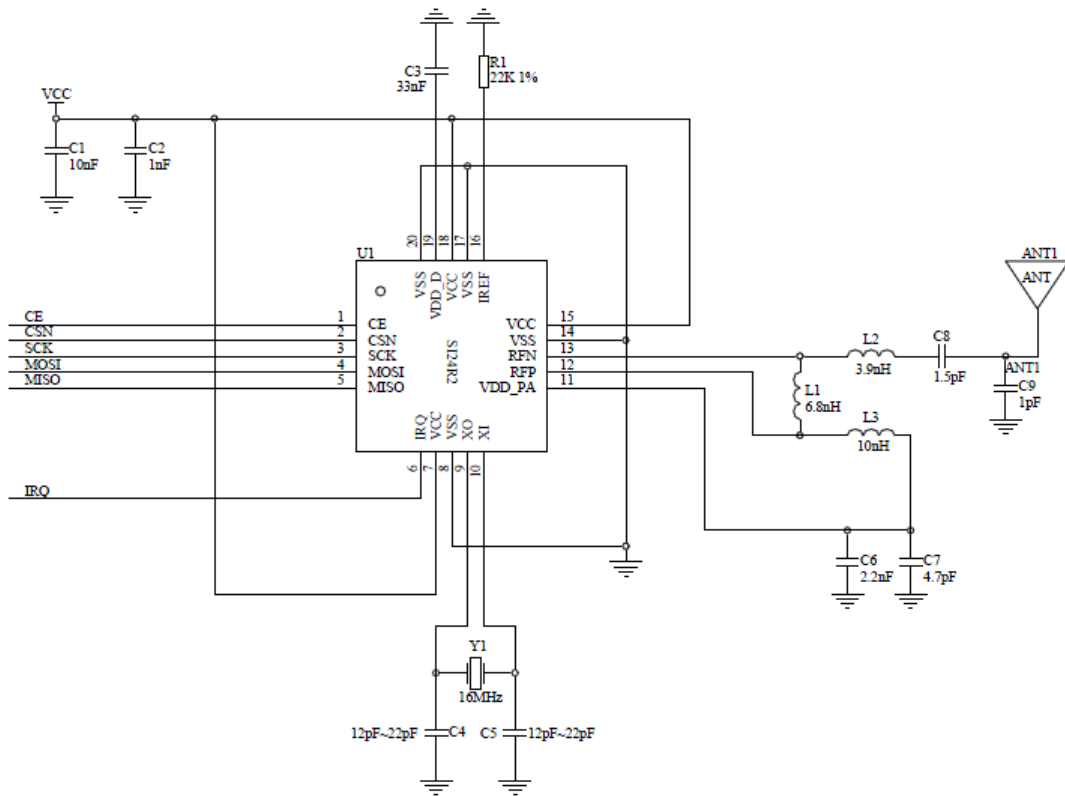 C3
33nF
R1
22K 1%
VCC
C1
10nF
C2
1nF
U1
20
19
18
17
16
VSS
VDD_D
VCC
VSS
IREF
CE
CSN
SCK
MOSI
MISO
1
2
3
4
5
CE
CSN
SCK
MOSI
MISO
SI24R2
VCC
VSS
RFN
RFP
VDD_PA
15
14
13
12
11
IRQ
VCC
VSS
XO
XI
6
7
8
9
10
IRQ
L1
6.8nH
L2
3.9nH
L3
10nH
C8
1.5pF
ANT1
ANT
ANT1
C9
1pF
C6
2.2nF
C7
4.7pF
Y1
16MHz
12pF~22pF
C4
C5
12pF~22pF